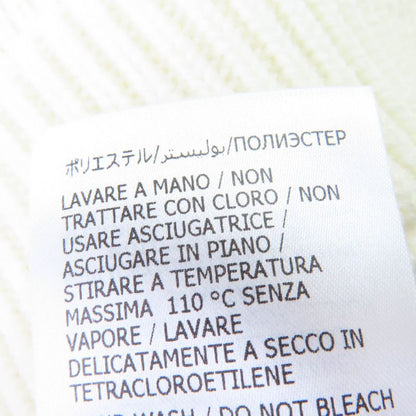 ポリエステル/بوليستر/ПОЛИЭСТЕР
LAVARE A MANO / NON
TRATTARE CON CLORO / NON
USARE ASCIUGATRICE /
ASCIUGARE IN PIANO /
STIRARE A TEMPERATURA
MASSIMA 110 °C SENZA
VAPORE / LAVARE
DELICATAMENTE A SECCO IN
TETRACLOROETILENE
WASH / DO NOT BLEACH